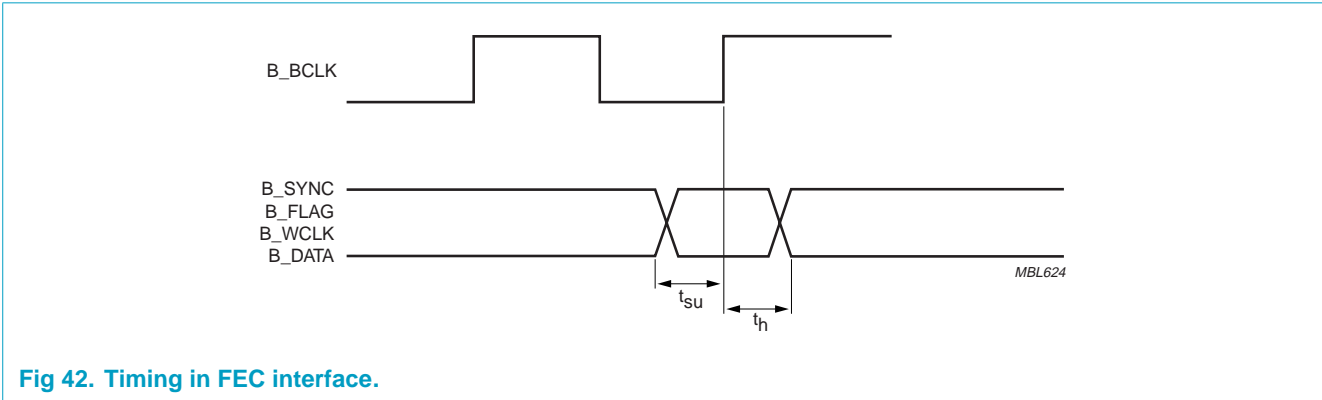 B_BCLK
B_SYNC
B_FLAG
B_WCLK
B_DATA
MBL624
tsu
th
Fig 42. Timing in FEC interface.